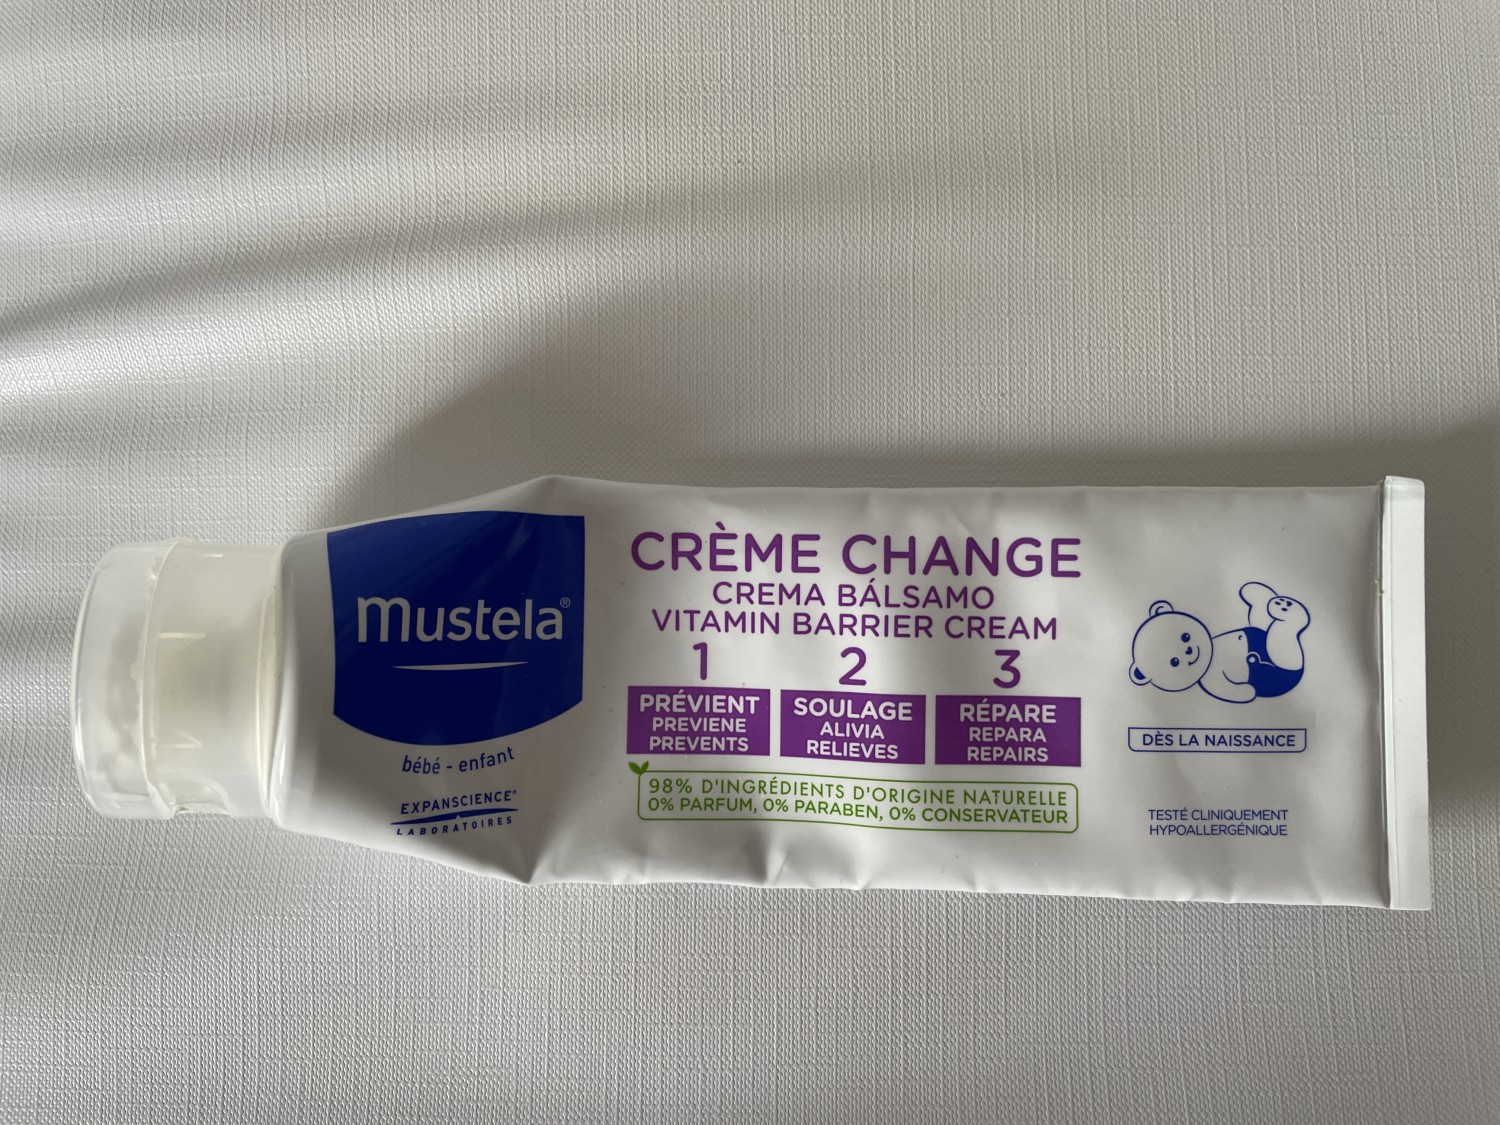 mustela®
bébé - enfant
EXPANSCIENCE®
LABORATOIRES
CRÈME CHANGE
CREMA BÁLSAMO
VITAMIN BARRIER CREAM
1
PRÉVIENT
PREVIENE
PREVENTS
2
SOULAGE
ALIVIA
RELIEVES
3
RÉPARE
REPARA
REPAIRS
98% D'INGRÉDIENTS D'ORIGINE NATURELLE
0% PARFUM, 0% PARABEN, 0% CONSERVATEUR
DÈS LA NAISSANCE
TESTÉ CLINIQUEMENT
HYPOALLERGÉNIQUE